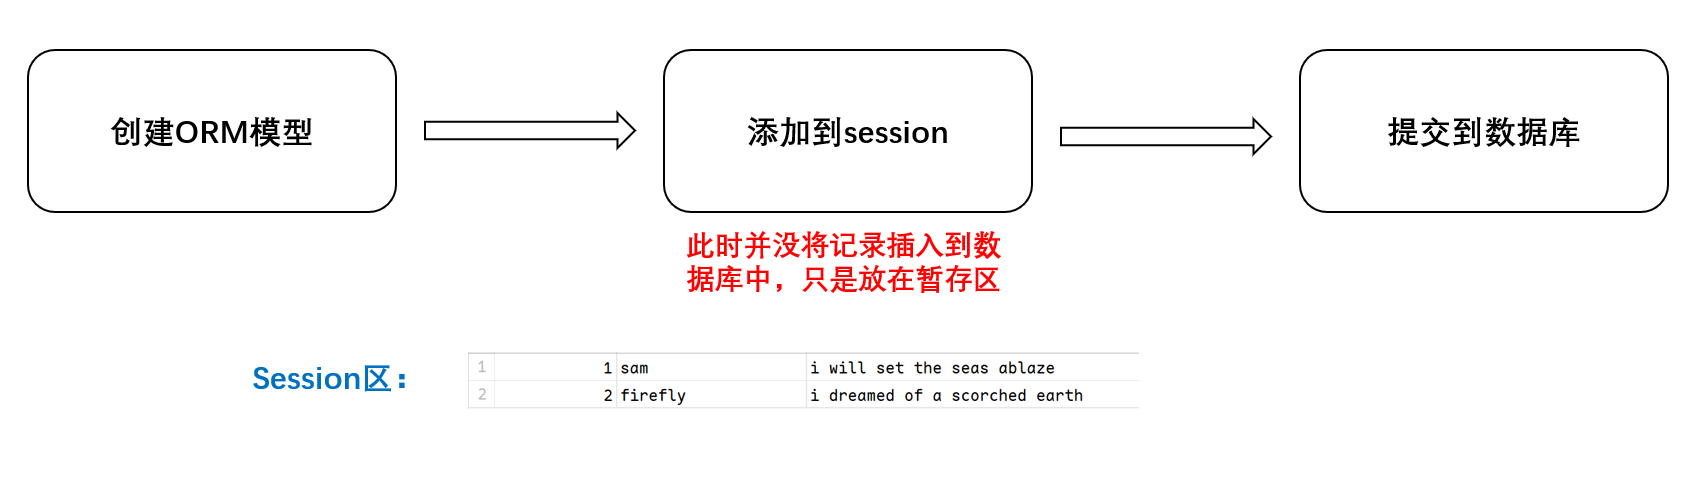 创建ORM模型
添加到session
提交到数据库
此时并没将记录插入到数
据库中，只是放在暂存区
Session区：
1 1 sam i will set the seas ablaze
2 2 firefly i dreamed of a scorched earth